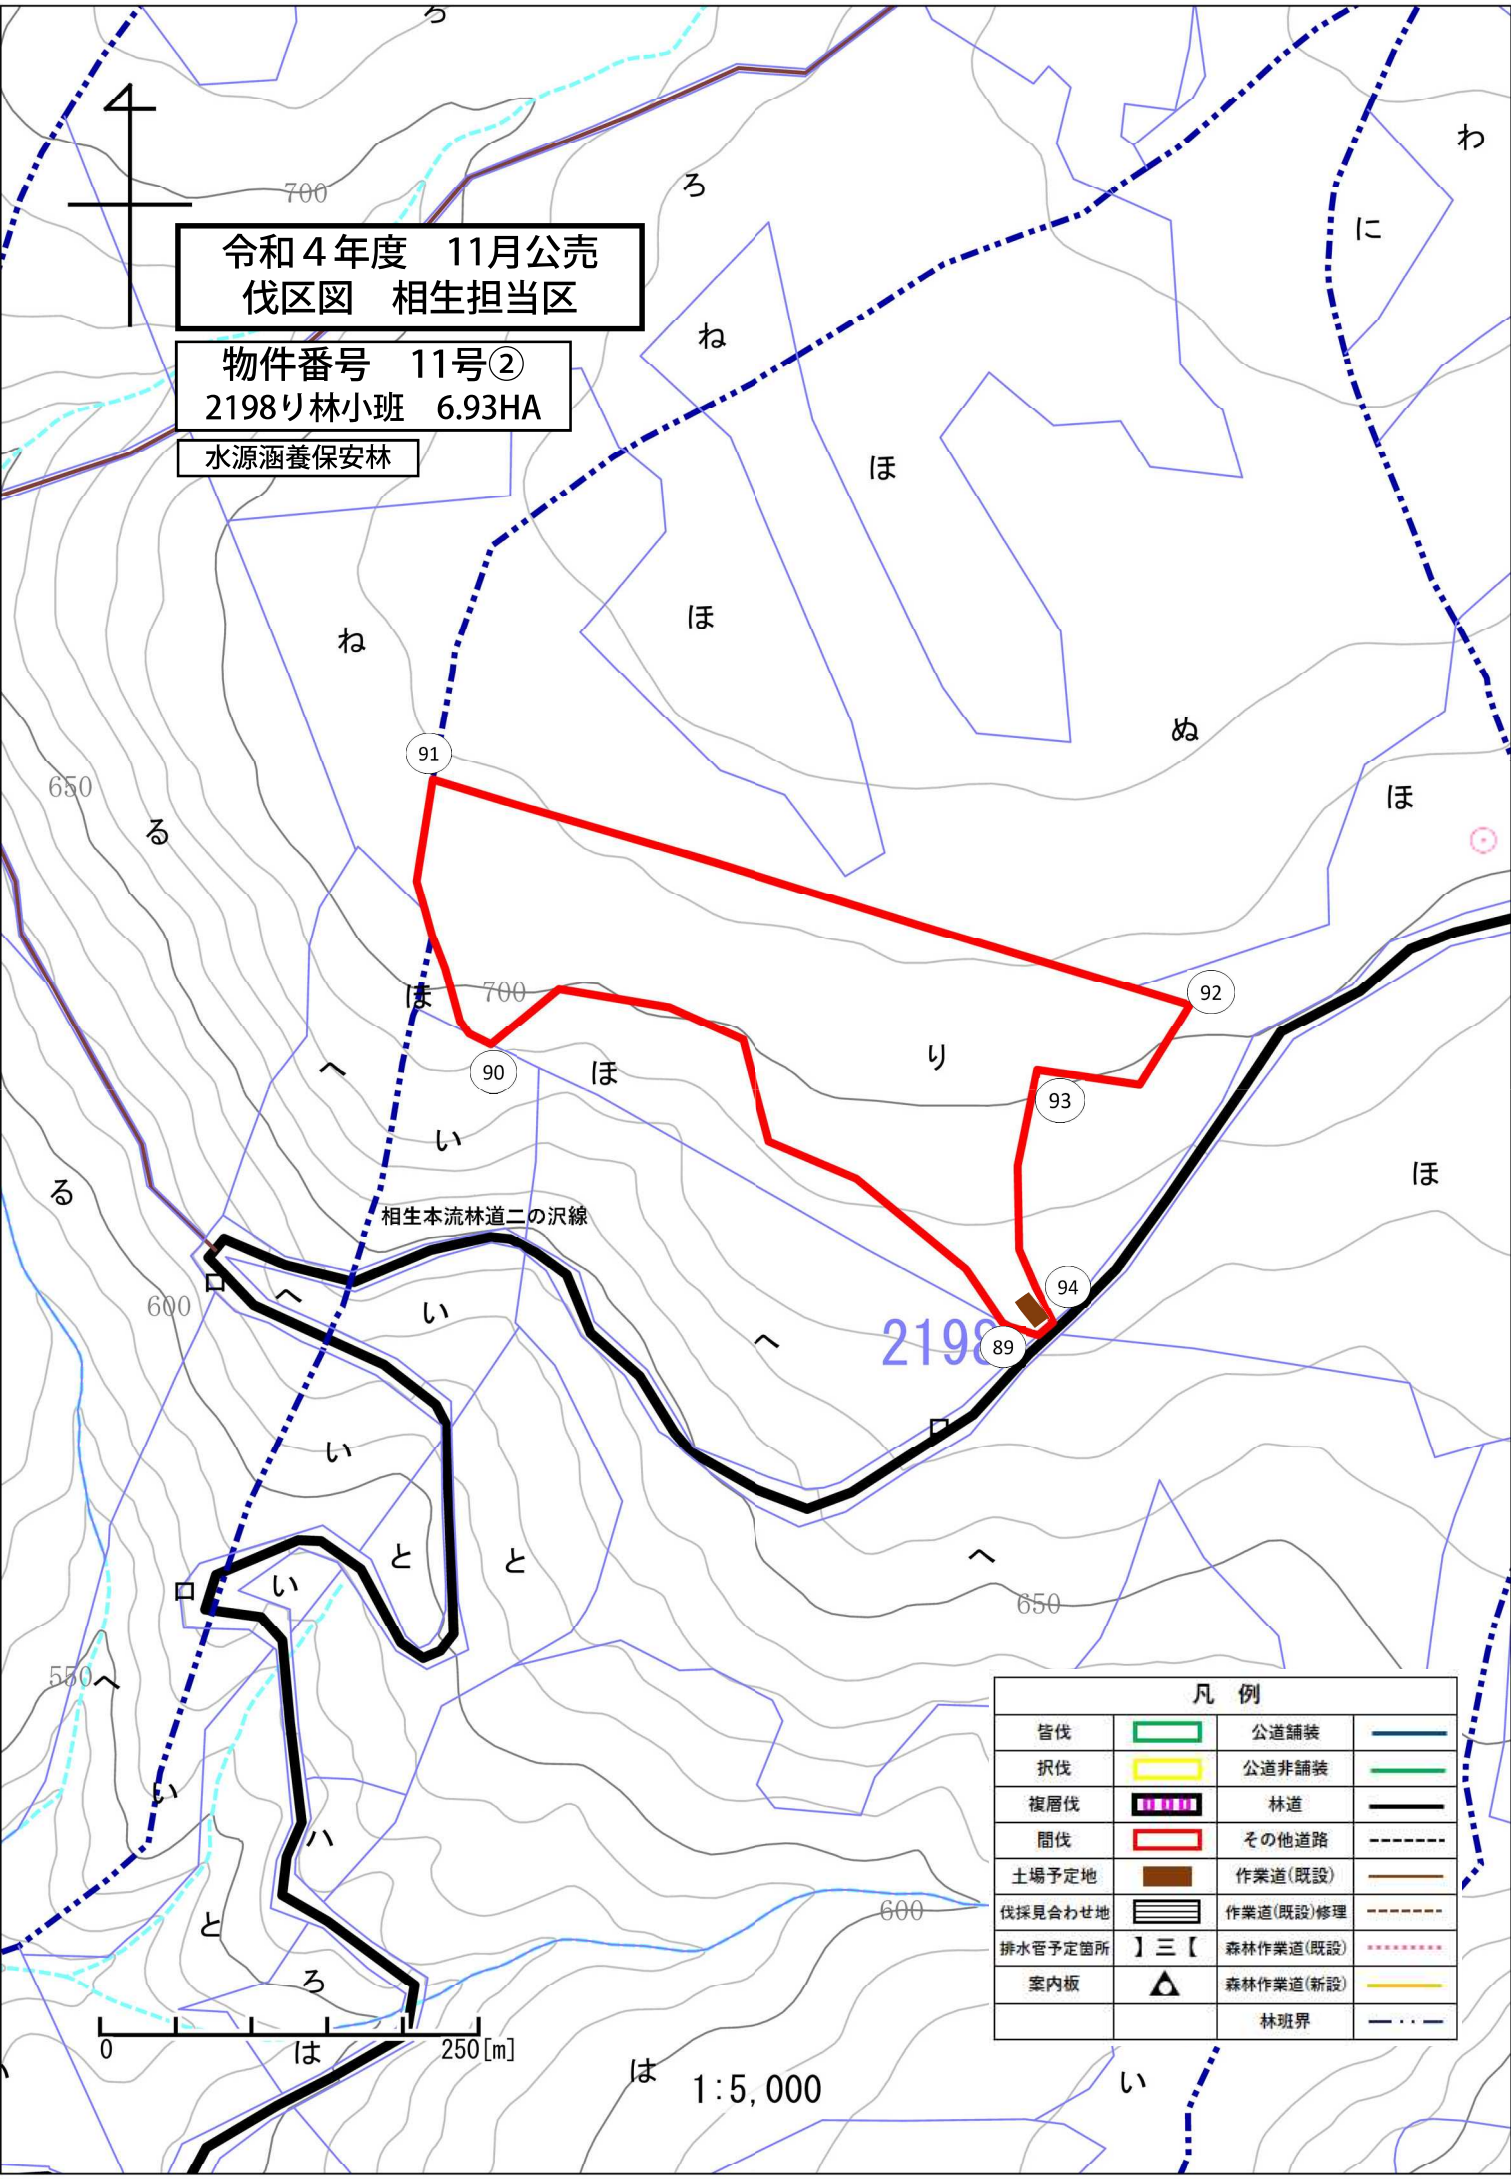 ろ
わ
700
ろ
に
令和４年度　11月公売
伐区図　相生担当区
ね
物件番号　11号②
2198り林小班　6.93HA
水源涵養保安林
ほ
ほ
ね
ぬ
91
650
ほ
る
92
ほ
700
り
へ
90
ほ
93
い
ほ
る
相生本流林道二の沢線
ロ
へ
94
600
い
へ
2198
89
ロ
い
と
と
へ
ロ
い
650
550
へ
い
ハ
600
と
ろ
凡　例
皆伐　公道舗装
択伐　公道非舗装
複層伐　林道
間伐　その他道路
土場予定地　作業道(既設)
伐採見合わせ地　作業道(既設)修理
排水管予定箇所　】三【　森林作業道(既設)
案内板　森林作業道(新設)
林班界
0　250[m]
は
は
1:5,000
い